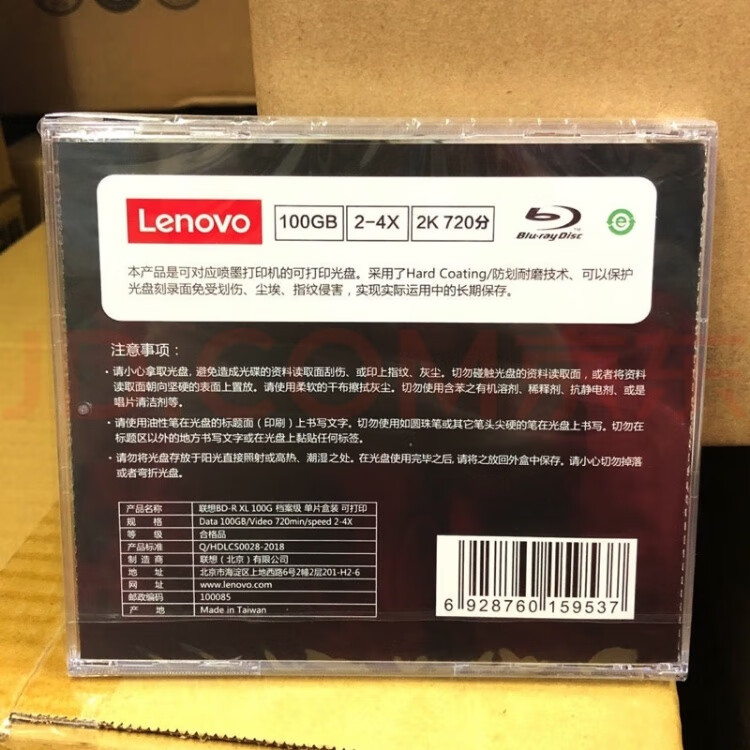 Lenovo 100GB 2-4X 2K 720分 Blu-ray Disc e
本产品是可对应喷墨打印机的可打印光盘。采用了Hard Coating/防划耐磨技术、可以保护
光盘刻录面免受划伤、尘埃、指纹侵害，实现实际运用中的长期保存。
注意事项：
· 请小心拿取光盘，避免造成光碟的资料读取面刮伤、或印上指纹、灰尘。切勿碰触光盘的资料读取面，或者将资料
读取面朝向坚硬的表面上置放。请使用柔软的干布擦拭灰尘。切勿使用含苯之有机溶剂、稀释剂、抗静电剂、或是
唱片清洁剂等。
· 请使用油性笔在光盘的标题面（印刷）上书写文字。切勿使用如圆珠笔或其它笔头尖硬的笔在光盘上书写。切勿在
标题区以外的地方书写文字或在光盘上黏贴任何标签。
· 请勿将光盘存放于阳光直接照射或高热、潮湿之处。在光盘使用完毕之后，请将之放回外盒中保存。请小心切勿掉落
或者弯折光盘。
产品名称 联想BD-R XL 100G 档案级 单片盒装 可打印
规 格 Data 100GB/Video 720min/speed 2-4X
等 级 合格品
产品标准 Q/HDLCS0028-2018
制 造 商 联想（北京）有限公司
地 址 北京市海淀区上地西路6号2幢2层201-H2-6
网 址 www.lenovo.com
邮政编码 100085
产 地 Made in Taiwan
6 928760 159537